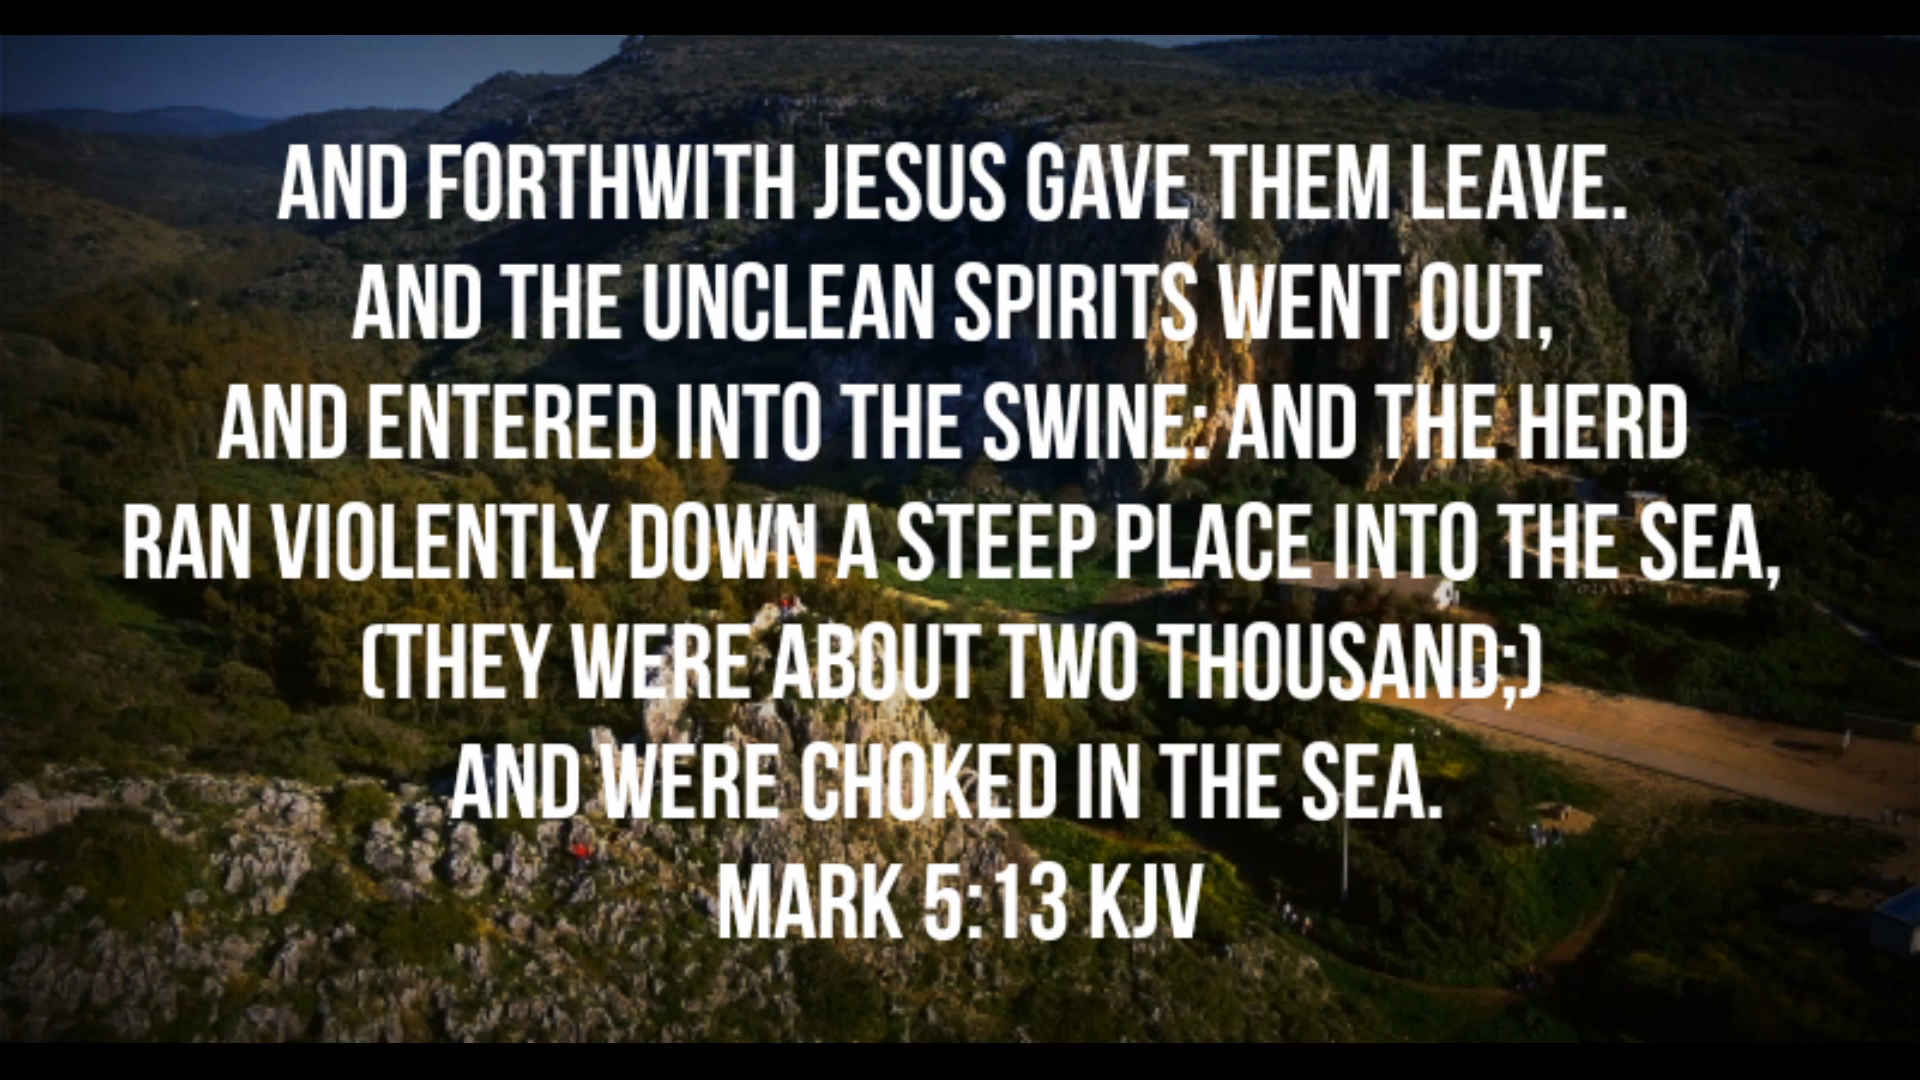 AND FORTHWITH JESUS GAVE THEM LEAVE.
AND THE UNCLEAN SPIRITS WENT OUT,
AND ENTERED INTO THE SWINE: AND THE HERD
RAN VIOLENTLY DOWN A STEEP PLACE INTO THE SEA,
(THEY WERE ABOUT TWO THOUSAND;)
AND WERE CHOKED IN THE SEA.
MARK 5:13 KJV